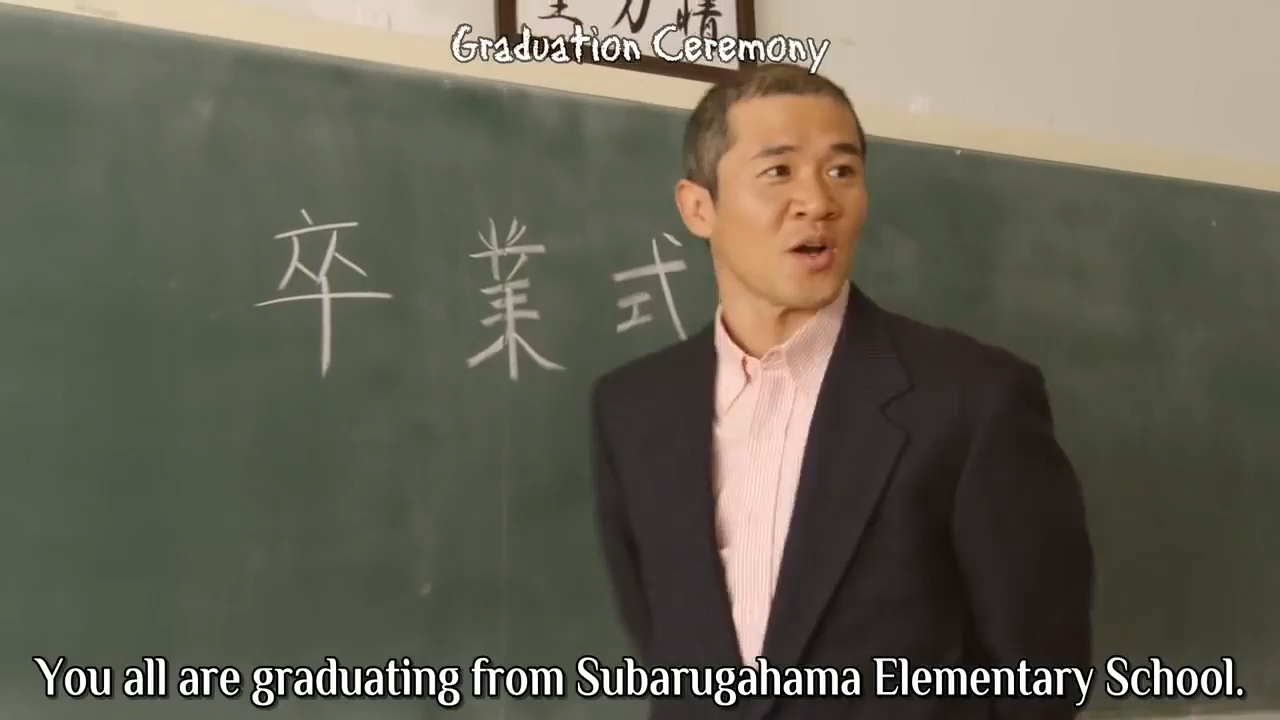 Graduation Ceremony
卒業式
You all are graduating from Subarugahama Elementary School.